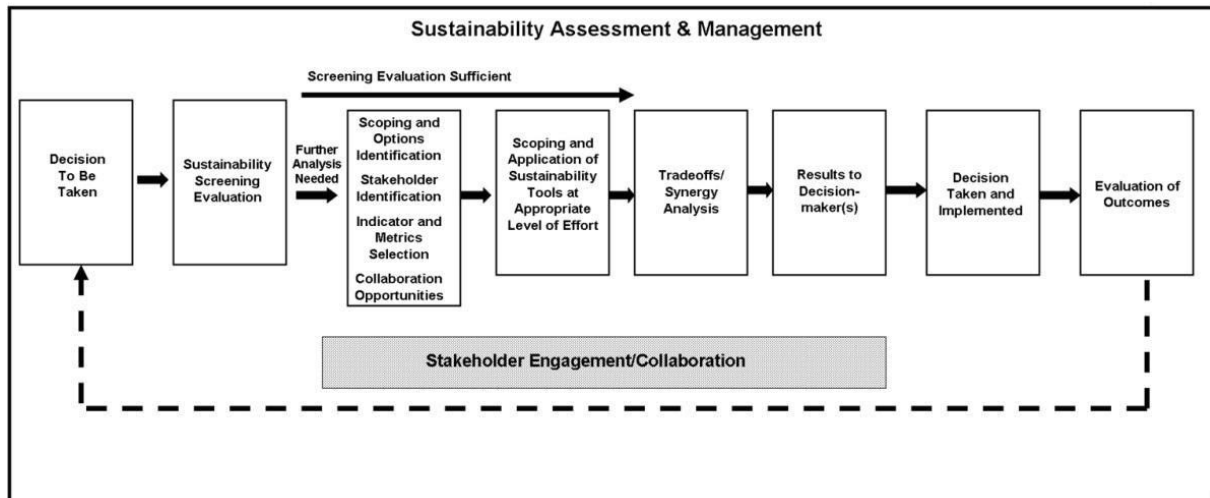 Sustainability Assessment & Management
Screening Evaluation Sufficient
Decision
To Be
Taken
Sustainability
Screening
Evaluation
Further
Analysis
Needed
Scoping and
Options
Identification
Stakeholder
Identification
Indicator and
Metrics
Selection
Collaboration
Opportunities
Scoping and
Application of
Sustainability
Tools at
Appropriate
Level of Effort
Tradeoffs/
Synergy
Analysis
Results to
Decision-
maker(s)
Decision
Taken and
Implemented
Evaluation of
Outcomes
Stakeholder Engagement/Collaboration